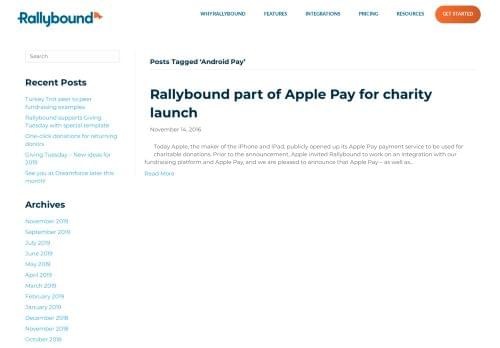 Rallybound
WHY RALLYBOUND
FEATURES
INTEGRATIONS
PRICING
RESOURCES
GET STARTED
Search
Recent Posts
Turkey Trot peer to peer
fundraising examples
Rallybound supports Giving
Tuesday with special template
One-click donations for returning
donors
Giving Tuesday – New ideas for
2019
See you at Dreamforce later this
month!
Archives
November 2019
September 2019
July 2019
June 2019
May 2019
April 2019
March 2019
February 2019
January 2019
December 2018
November 2018
October 2018
Posts Tagged ‘Android Pay’
Rallybound part of Apple Pay for charity
launch
November 14, 2016
Today Apple, the maker of the iPhone and iPad, publicly opened up its Apple Pay payment service to be used for
charitable donations. Prior to the announcement, Apple invited Rallybound to work on an integration with our
fundraising platform and Apple Pay, and we are pleased to announce that Apple Pay – as well as...
Read More